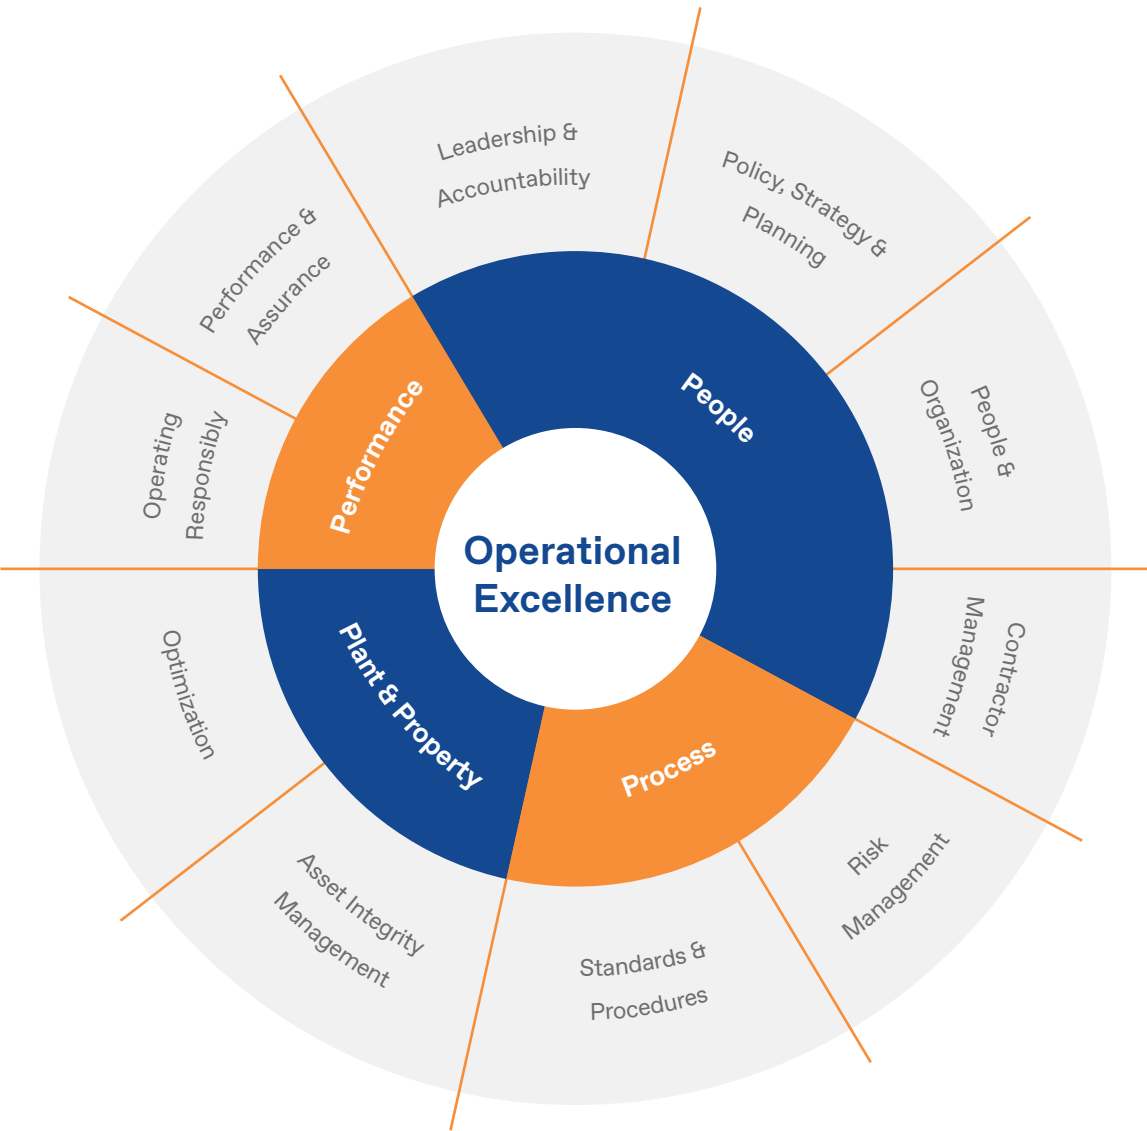 Operational
Excellence
People
Process
Plant & Property
Performance
Leadership &
Accountability
Policy, Strategy &
Planning
People &
Organization
Contractor
Management
Risk
Management
Standards &
Procedures
Asset Integrity
Management
Optimization
Operating
Responsibly
Performance &
Assurance